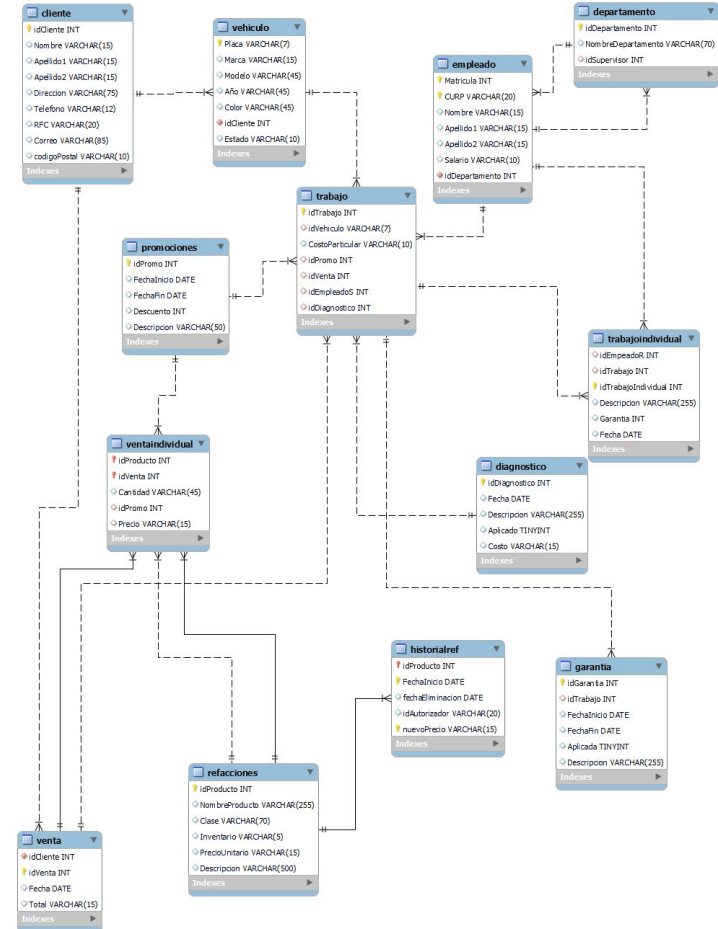 cliente
idCliente INT
Nombre VARCHAR(15)
Apellido1 VARCHAR(15)
Apellido2 VARCHAR(15)
Direccion VARCHAR(75)
Telefono VARCHAR(12)
RFC VARCHAR(20)
Correo VARCHAR(85)
codigoPostal VARCHAR(10)
Indexes
vehiculo
Placa VARCHAR(7)
Marca VARCHAR(15)
Modelo VARCHAR(45)
Año VARCHAR(45)
Color VARCHAR(45)
idCliente INT
Estado VARCHAR(10)
Indexes
empleado
Matricula INT
CURP VARCHAR(20)
Nombre VARCHAR(15)
Apellido1 VARCHAR(15)
Apellido2 VARCHAR(15)
Salario VARCHAR(10)
idDepartamento INT
Indexes
departamento
idDepartamento INT
NombreDepartamento VARCHAR(70)
idSupervisor INT
Indexes
trabajo
idTrabajo INT
idVehiculo VARCHAR(7)
CostoParticular VARCHAR(10)
idPromo INT
idVenta INT
idEmpleadoS INT
idDiagnostico INT
Indexes
promociones
idPromo INT
FechaInicio DATE
FechaFin DATE
Descuento INT
Descripcion VARCHAR(50)
Indexes
trabajoindividual
idEmpeadoR INT
idTrabajo INT
idTrabajoIndividual INT
Descripcion VARCHAR(255)
Garantia INT
Fecha DATE
Indexes
ventaindividual
idProducto INT
idVenta INT
Cantidad VARCHAR(45)
idPromo INT
Precio VARCHAR(15)
Indexes
diagnostico
idDiagnostico INT
Fecha DATE
Descripcion VARCHAR(255)
Aplicado TINYINT
Costo VARCHAR(15)
Indexes
historialref
idProducto INT
FechaInicio DATE
fechaEliminacion DATE
idAutorizador VARCHAR(20)
nuevoPrecio VARCHAR(15)
Indexes
garantia
idGarantia INT
idTrabajo INT
FechaInicio DATE
FechaFin DATE
Aplicada TINYINT
Descripcion VARCHAR(255)
Indexes
refacciones
idProducto INT
NombreProducto VARCHAR(255)
Clase VARCHAR(70)
Inventario VARCHAR(5)
PrecioUnitario VARCHAR(15)
Descripcion VARCHAR(500)
Indexes
venta
idCliente INT
idVenta INT
Fecha DATE
Total VARCHAR(15)
Indexes